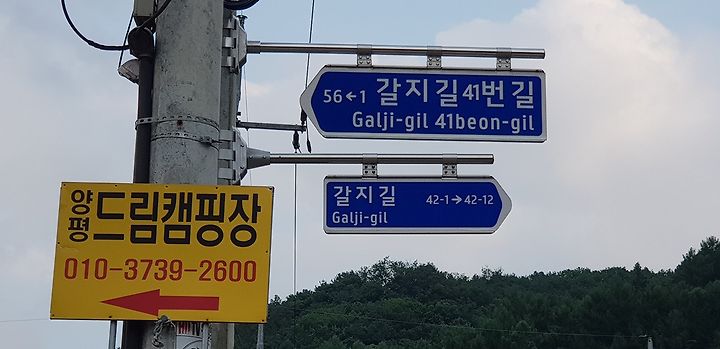 56←1 갈지길41번길
Galji-gil 41beon-gil
갈지길 42-1→42-12
Galji-gil
양평 드림캠핑장
010-3739-2600